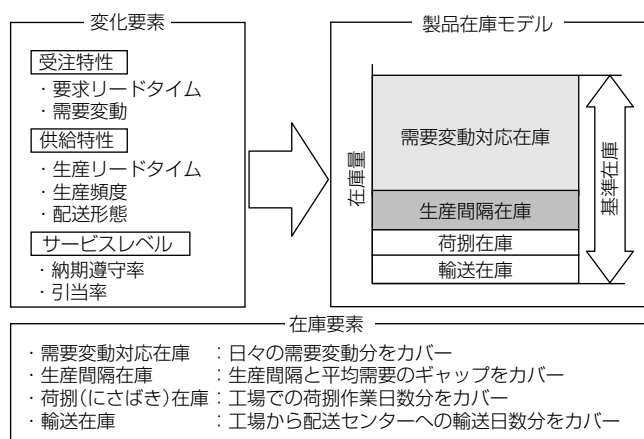 変化要素
受注特性
・要求リードタイム
・需要変動
供給特性
・生産リードタイム
・生産頻度
・配送形態
サービスレベル
・納期遵守率
・引当率
製品在庫モデル
在庫量
需要変動対応在庫
生産間隔在庫
荷捌在庫
輸送在庫
基準在庫
在庫要素
・需要変動対応在庫　：日々の需要変動分をカバー
・生産間隔在庫　：生産間隔と平均需要のギャップをカバー
・荷捌（にさばき）在庫：工場での荷捌作業日数分をカバー
・輸送在庫　：工場から配送センターへの輸送日数分をカバー